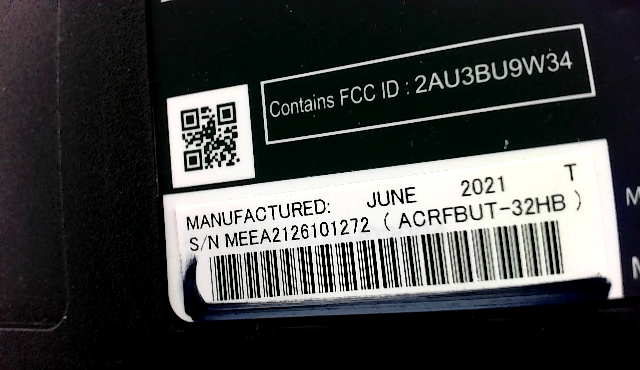 Contains FCC ID : 2AU3BU9W34
MANUFACTURED: JUNE 2021 T
S/N MEEA2126101272 ( ACRFBUT-32HB )
M
M